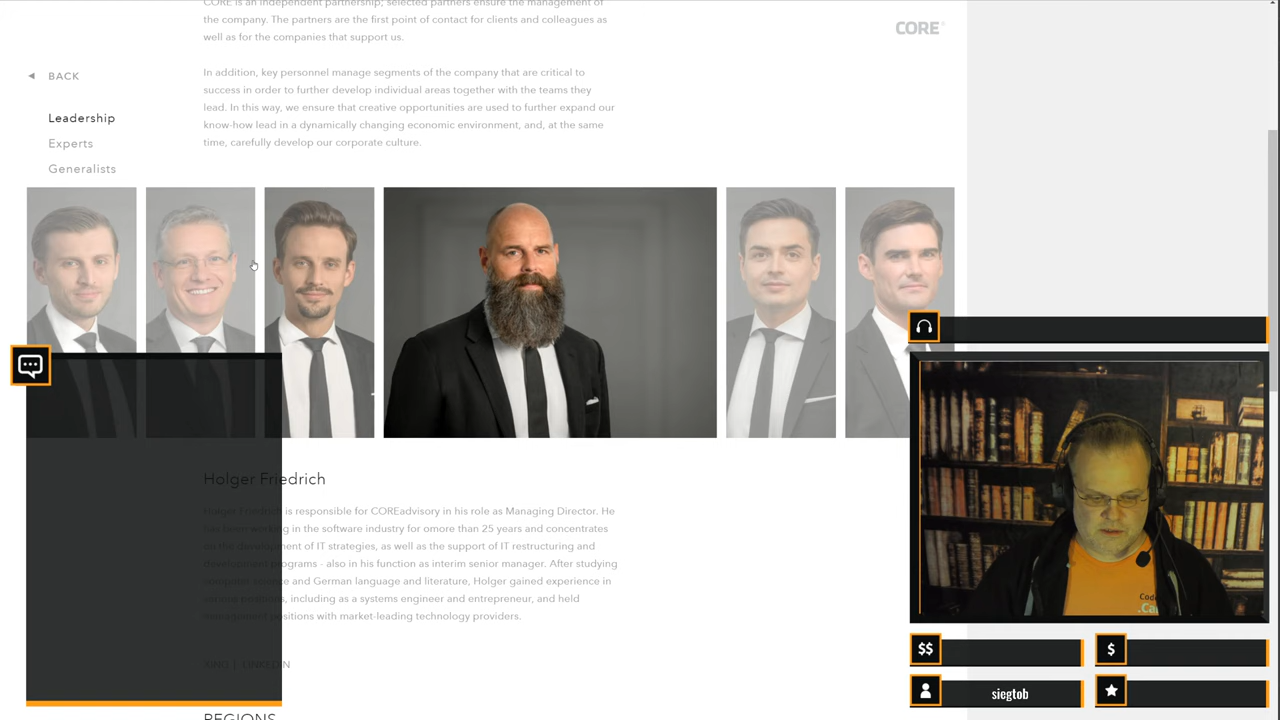 CORE is an independent partnership; selected partners ensure the management of
the company. The partners are the first point of contact for clients and colleagues as
well as for the companies that support us.
CORE
BACK
In addition, key personnel manage segments of the company that are critical to
success in order to further develop individual areas together with the teams they
lead. In this way, we ensure that creative opportunities are used to further expand our
know-how lead in a dynamically changing economic environment, and, at the same
time, carefully develop our corporate culture.
Leadership
Experts
Generalists
Holger Friedrich
Holger Friedrich is responsible for COREadvisory in his role as Managing Director. He
has been working in the software industry for omore than 25 years and concentrates
on the development of IT strategies, as well as the support of IT restructuring and
development programs - also in his function as interim senior manager. After studying
computer science and German language and literature, Holger gained experience in
various positions, including as a systems engineer and entrepreneur, and held
management positions with market-leading technology providers.
XING | LINKEDIN
REGIONS
Cod
.Ca
$$
$
siegtob